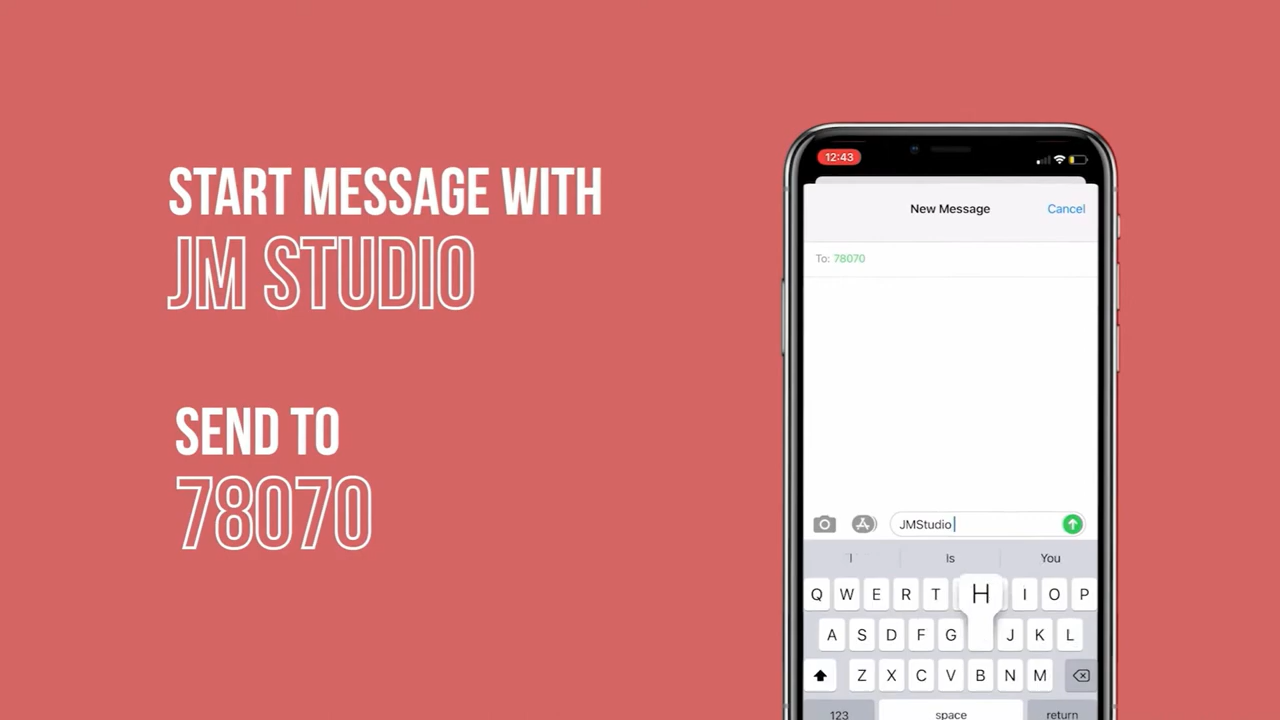 START MESSAGE WITH
JM STUDIO
SEND TO
78070
12:43
New Message
Cancel
To: 78070
JMStudio
I
Is
You
Q W E R T H I O P
A S D F G J K L
Z X C V B N M
123
space
return